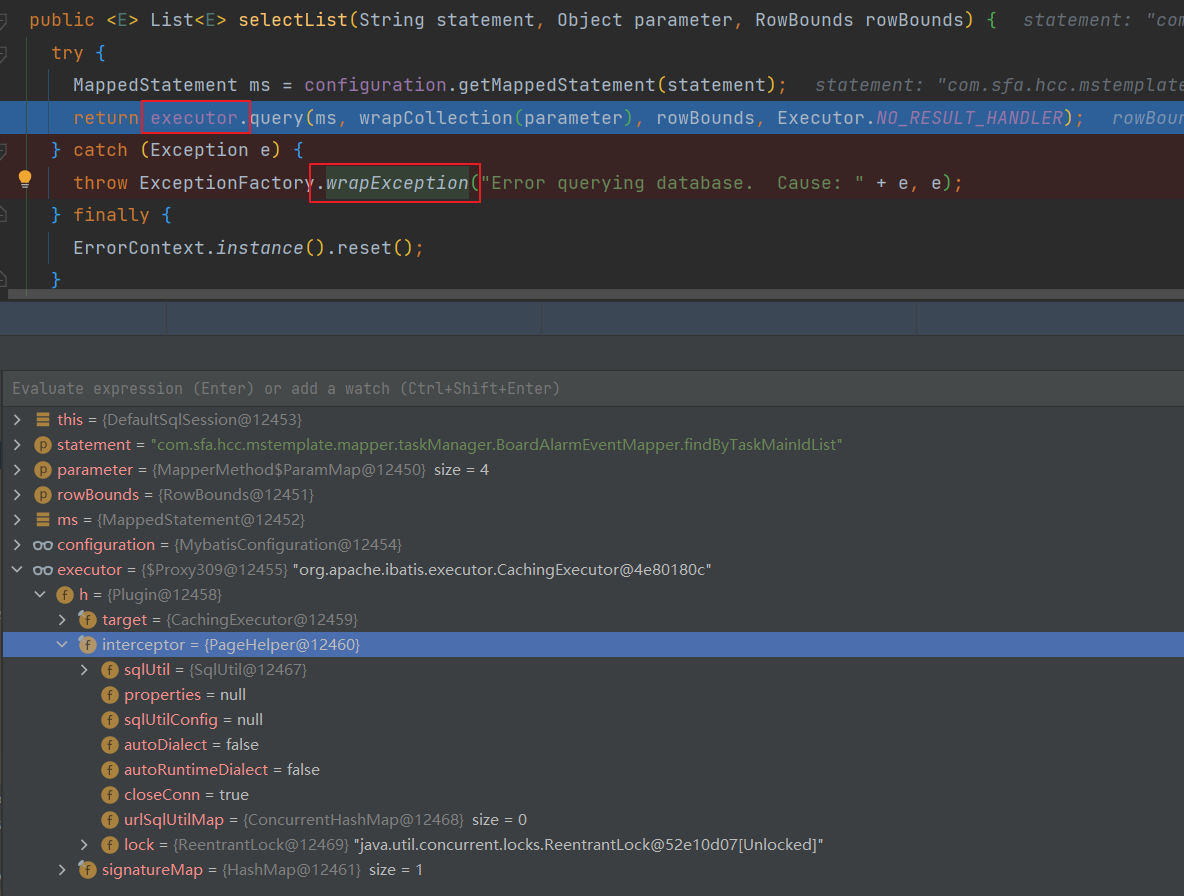 public <E> List<E> selectList(String statement, Object parameter, RowBounds rowBounds) { statement: "com
try {
MappedStatement ms = configuration.getMappedStatement(statement); statement: "com.sfa.hcc.mstemplate
return executor.query(ms, wrapCollection(parameter), rowBounds, Executor.NO_RESULT_HANDLER); rowBoun
} catch (Exception e) {
throw ExceptionFactory.wrapException("Error querying database.  Cause: " + e, e);
} finally {
ErrorContext.instance().reset();
}
Evaluate expression (Enter) or add a watch (Ctrl+Shift+Enter)
this = {DefaultSqlSession@12453}
p statement = "com.sfa.hcc.mstemplate.mapper.taskManager.BoardAlarmEventMapper.findByTaskMainIdList"
p parameter = {MapperMethod$ParamMap@12450} size = 4
p rowBounds = {RowBounds@12451}
ms = {MappedStatement@12452}
configuration = {MybatisConfiguration@12454}
executor = {$Proxy309@12455} "org.apache.ibatis.executor.CachingExecutor@4e80180c"
f h = {Plugin@12458}
f target = {CachingExecutor@12459}
f interceptor = {PageHelper@12460}
f sqlUtil = {SqlUtil@12467}
f properties = null
f sqlUtilConfig = null
f autoDialect = false
f autoRuntimeDialect = false
f closeConn = true
f urlSqlUtilMap = {ConcurrentHashMap@12468} size = 0
f lock = {ReentrantLock@12469} "java.util.concurrent.locks.ReentrantLock@52e10d07[Unlocked]"
f signatureMap = {HashMap@12461} size = 1